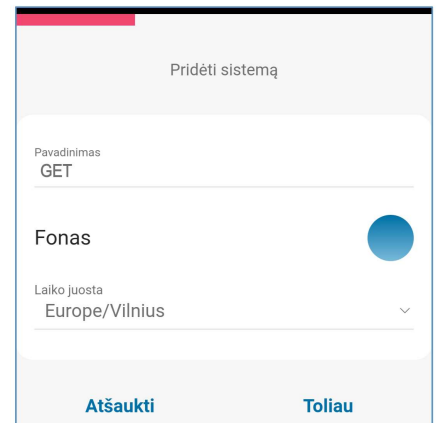 Pridėti sistemą
Pavadinimas
GET
Fonas
Laiko juosta
Europe/Vilnius
Atšaukti Toliau